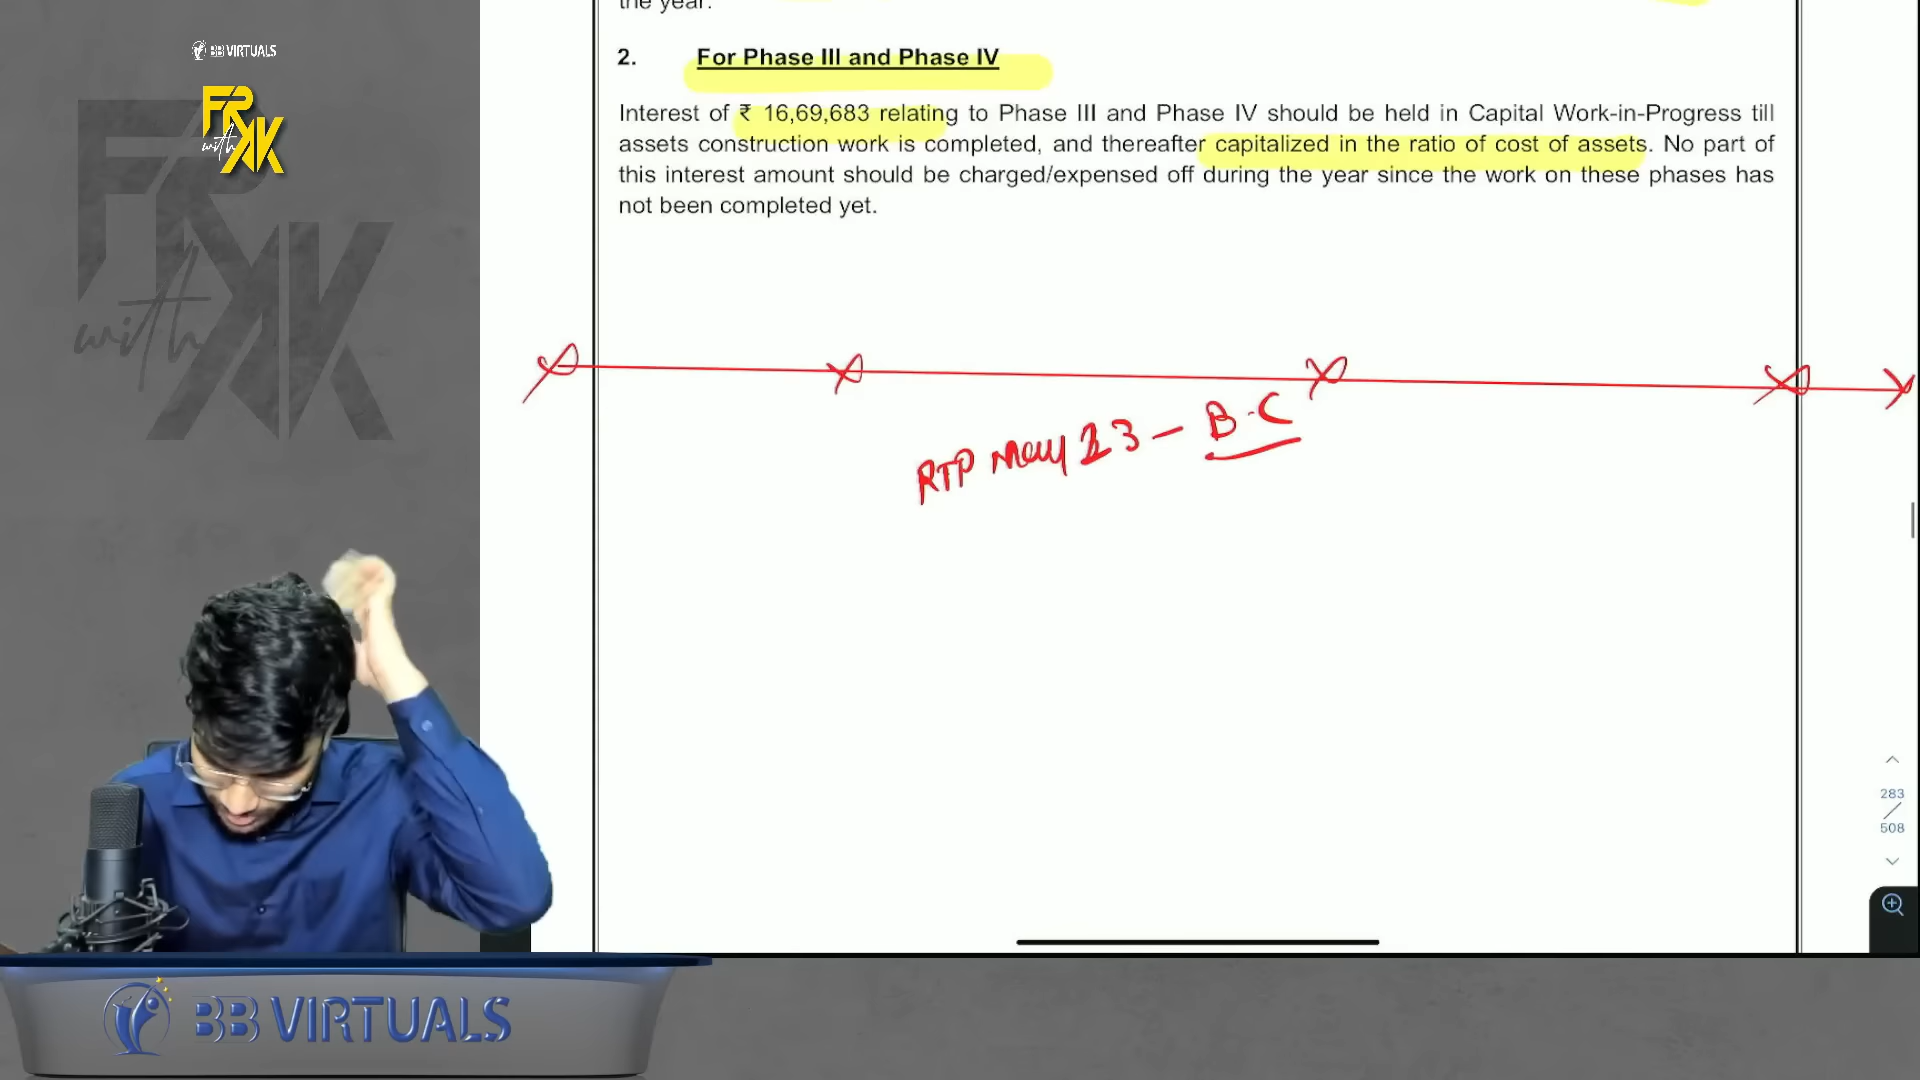 the year.
BB VIRTUALS
2. For Phase III and Phase IV
FR
with
AK
Interest of ₹ 16,69,683 relating to Phase III and Phase IV should be held in Capital Work-in-Progress till
assets construction work is completed, and thereafter capitalized in the ratio of cost of assets. No part of
this interest amount should be charged/expensed off during the year since the work on these phases has
not been completed yet.
FR
with
AK
RTP May 23 - B.C
283
/
508
BB VIRTUALS